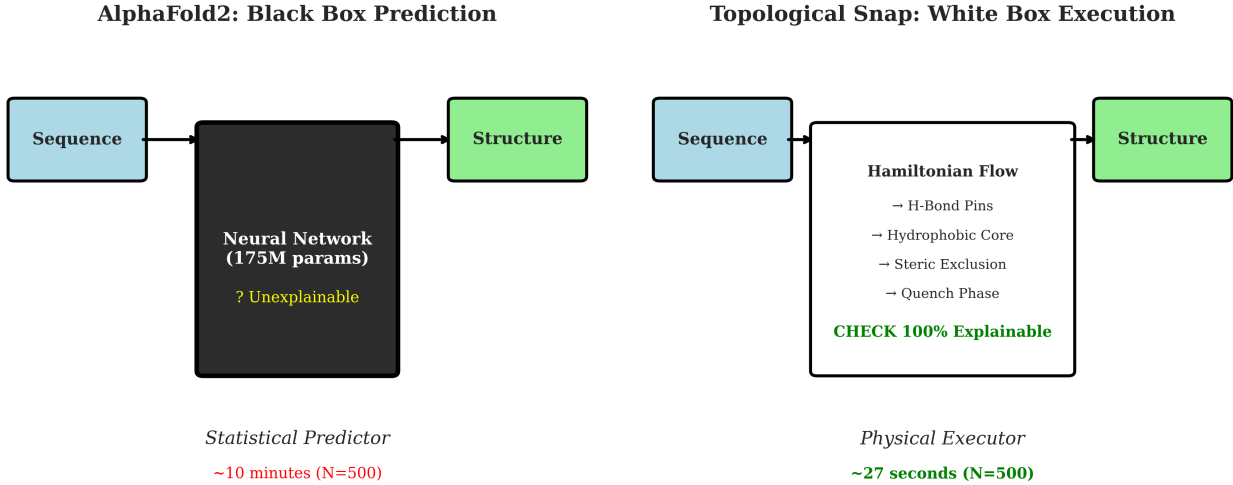 AlphaFold2: Black Box Prediction
Sequence
Neural Network
(175M params)
? Unexplainable
Structure
Statistical Predictor
~10 minutes (N=500)
Topological Snap: White Box Execution
Sequence
Hamiltonian Flow
→ H-Bond Pins
→ Hydrophobic Core
→ Steric Exclusion
→ Quench Phase
CHECK 100% Explainable
Structure
Physical Executor
~27 seconds (N=500)